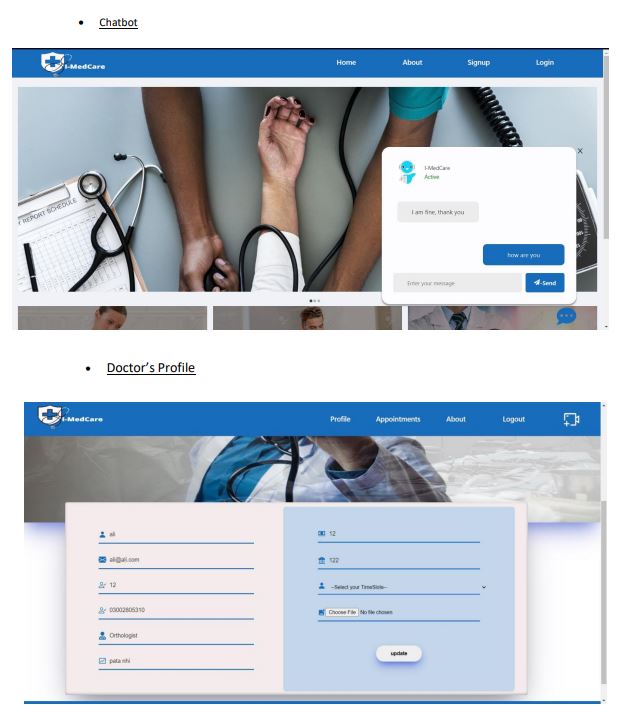 Chatbot
I-MedCare
Home About Signup Login
REPORT SCHEDULE
X
I-MedCare
Active
I am fine, thank you
how are you
Enter your message
-Send
Doctor's Profile
I-MedCare
Profile Appointments About Logout
ali
12
ali@ali.com
122
12
--Select your TimeSlots--
03002805310
Choose File No file chosen
Orthologist
update
pata nhi